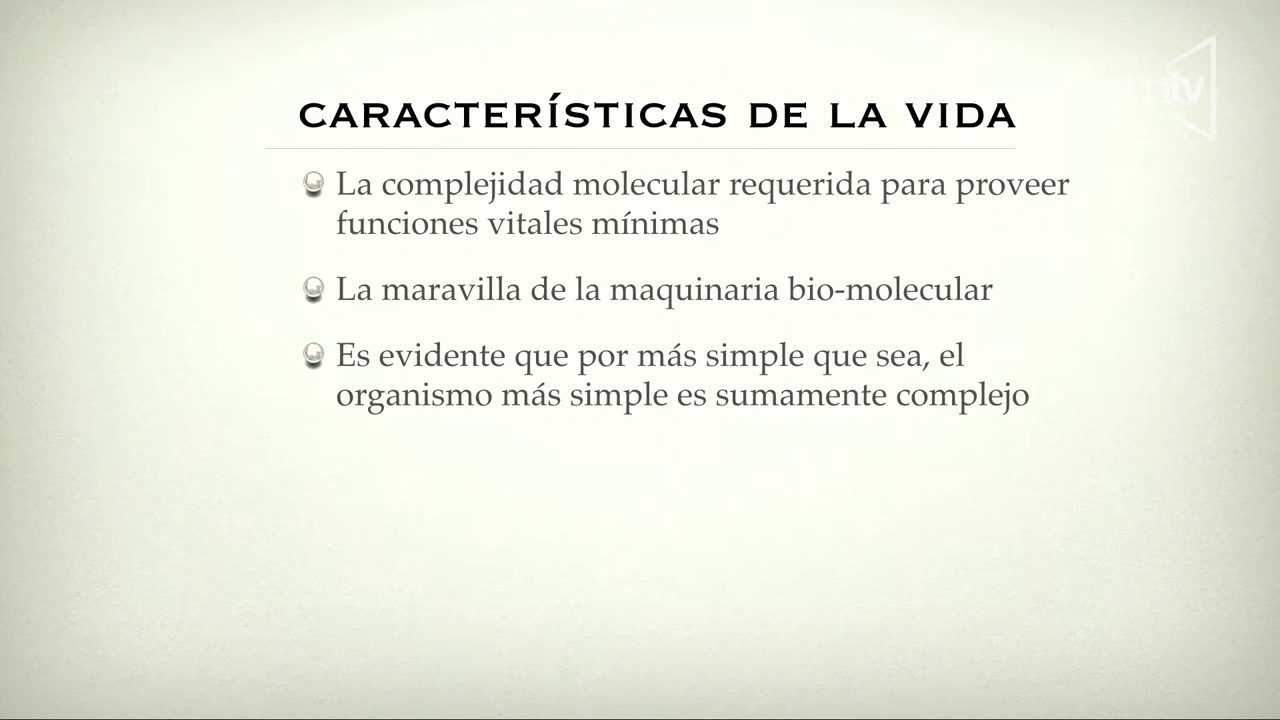 CARACTERÍSTICAS DE LA VIDA
La complejidad molecular requerida para proveer
funciones vitales mínimas
La maravilla de la maquinaria bio-molecular
Es evidente que por más simple que sea, el
organismo más simple es sumamente complejo